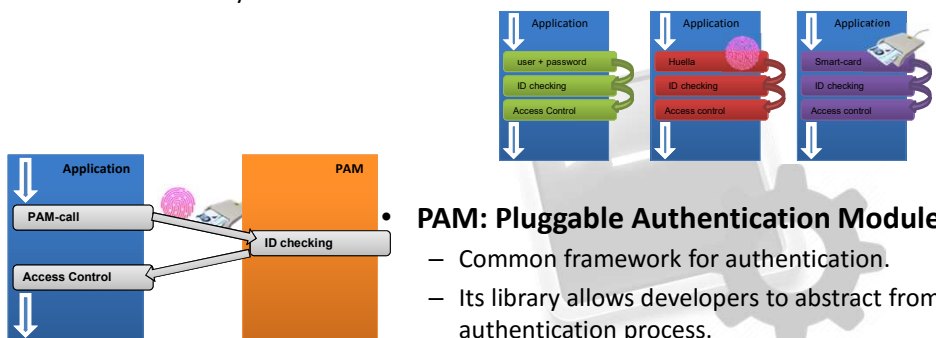 Application
user + password
ID checking
Access Control
Application
Huella
ID checking
Access control
Application
Smart-card
ID checking
Access control
Application
PAM-call
Access Control
PAM
ID checking
• PAM: Pluggable Authentication Module
– Common framework for authentication.
– Its library allows developers to abstract from
authentication process.